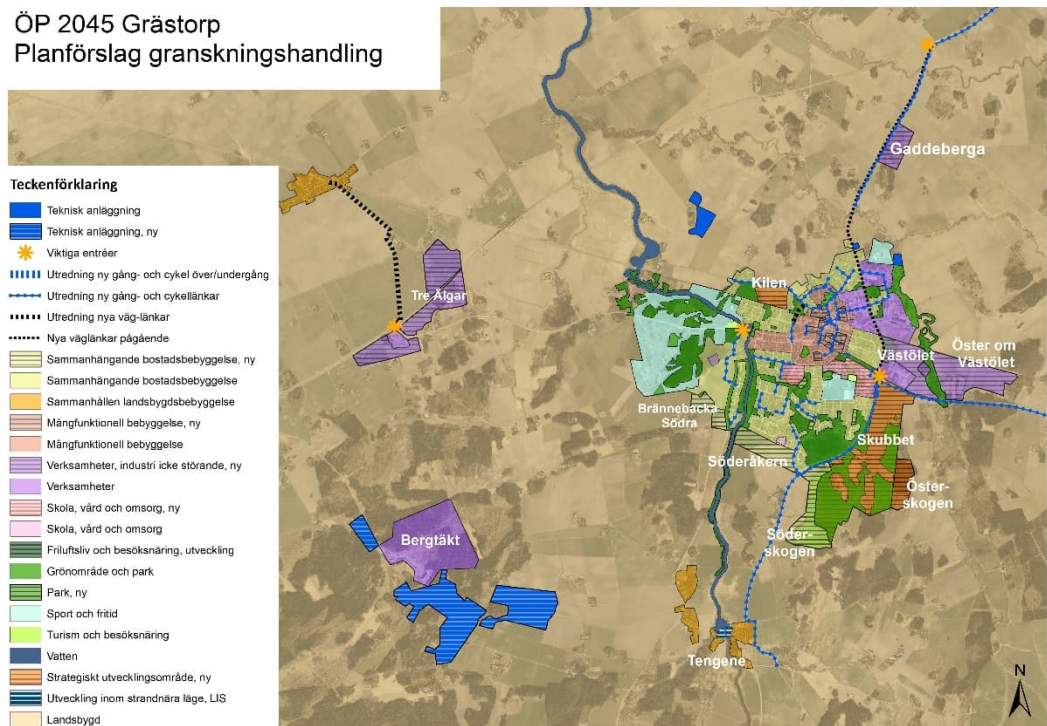 ÖP 2045 Grästorp
Planförslag granskningshandling
Teckenförklaring
Teknisk anläggning
Teknisk anläggning, ny
Viktiga entréer
Utredning ny gång- och cykel över/undergång
Utredning ny gång- och cykellänkar
Utredning nya väg-länkar
Nya väglänkar pågående
Sammanhängande bostadsbebyggelse, ny
Sammanhängande bostadsbebyggelse
Sammanhållen landsbygdsbebyggelse
Mångfunktionell bebyggelse, ny
Mångfunktionell bebyggelse
Verksamheter, industri icke störande, ny
Verksamheter
Skola, vård och omsorg, ny
Skola, vård och omsorg
Friluftsliv och besöksnäring, utveckling
Grönområde och park
Park, ny
Sport och fritid
Turism och besöksnäring
Vatten
Strategiskt utvecklingsområde, ny
Utveckling inom strandnära läge, LIS
Landsbygd
Gaddeberga
Tre Älgar
Kilen
Västölet
Öster om
Västölet
Brännebacka
Södra
Skubbet
Söderåkern
Öster-
skogen
Söder-
skogen
Bergtäkt
Tengene
N